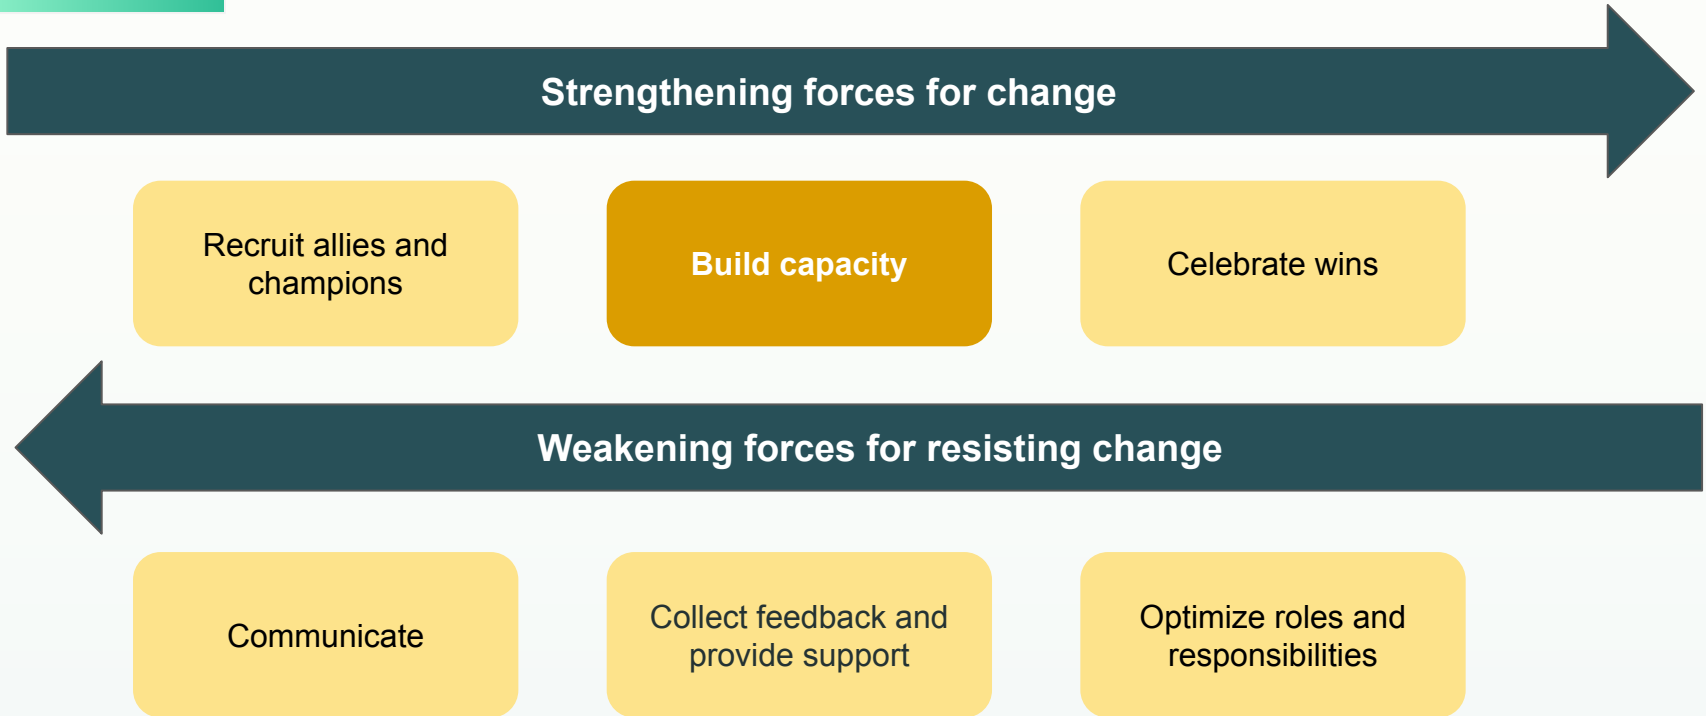 Strengthening forces for change
Recruit allies and
champions
Build capacity
Celebrate wins
Weakening forces for resisting change
Communicate
Collect feedback and
provide support
Optimize roles and
responsibilities